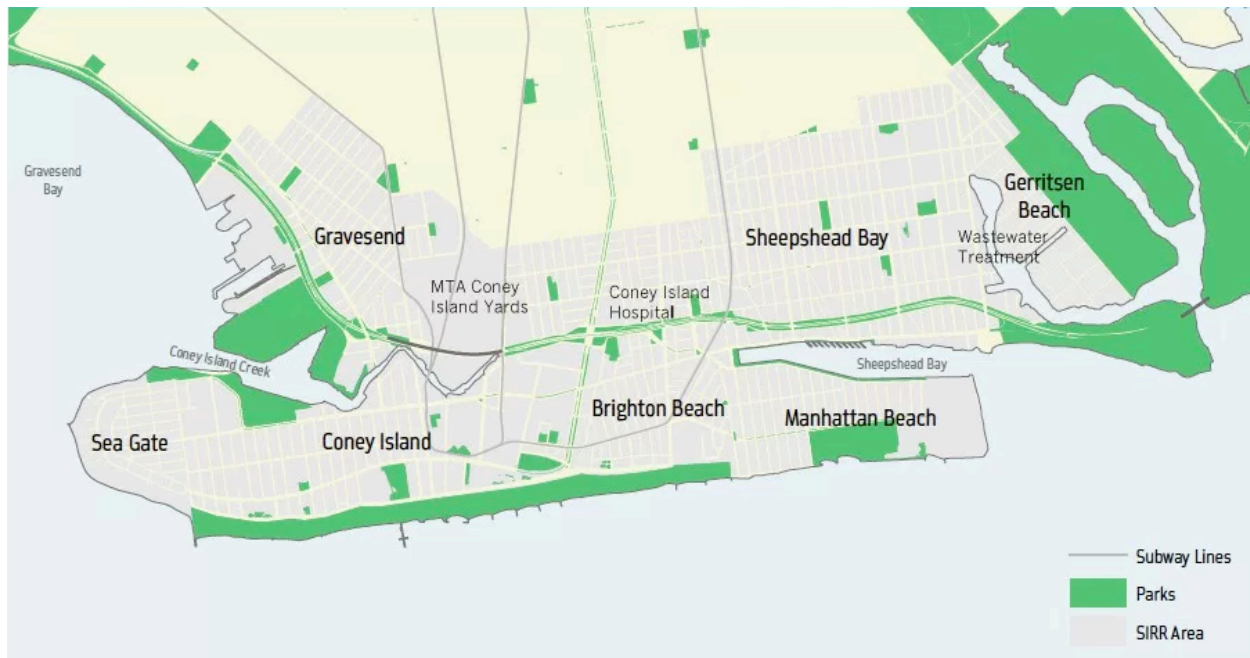 Gravesend
Bay
Gravesend
Gerritsen
Beach
Sheepshead Bay
Wastewater
Treatment
MTA Coney
Island Yards
Coney Island
Hospital
Coney Island Creek
Sheepshead Bay
Brighton Beach
Manhattan Beach
Sea Gate
Coney Island
Subway Lines
Parks
SIRR Area